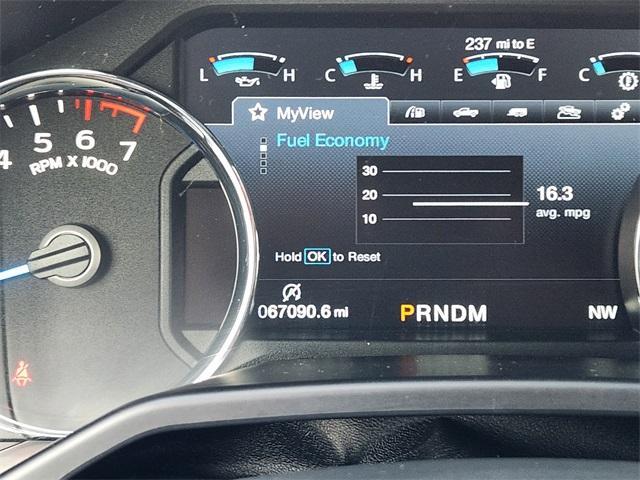 237 mi to E
L H C H E F C
MyView
Fuel Economy
4 5 6 7
RPM X 1000
30
20
10
16.3
avg. mpg
Hold OK to Reset
067090.6 mi
PRNDM
NW